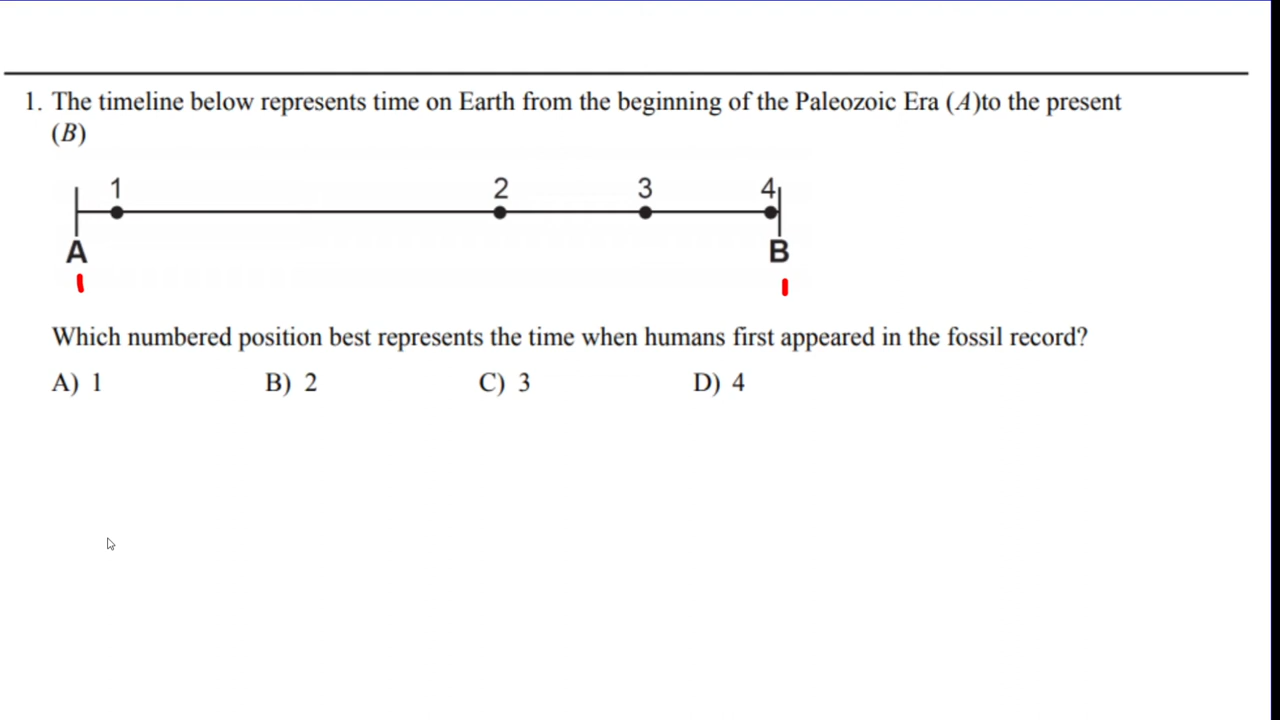 1. The timeline below represents time on Earth from the beginning of the Paleozoic Era (A)to the present
(B)
1 2 3 4
A B
Which numbered position best represents the time when humans first appeared in the fossil record?
A) 1 B) 2 C) 3 D) 4